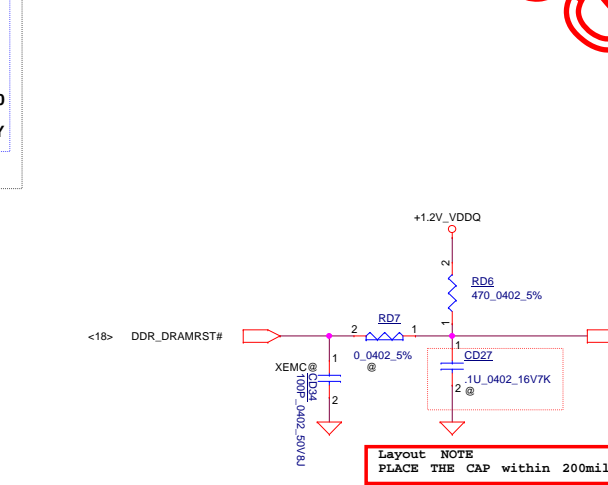 +1.2V_VDDQ
2
RD6
470_0402_5%
1
<18> DDR_DRAMRST#
2
RD7
1
0_0402_5%
@
XEMC@
1
CD34
100P_0402_50V8J
2
1
CD27
.1U_0402_16V7K
2
@
Layout NOTE
PLACE THE CAP within 200mil